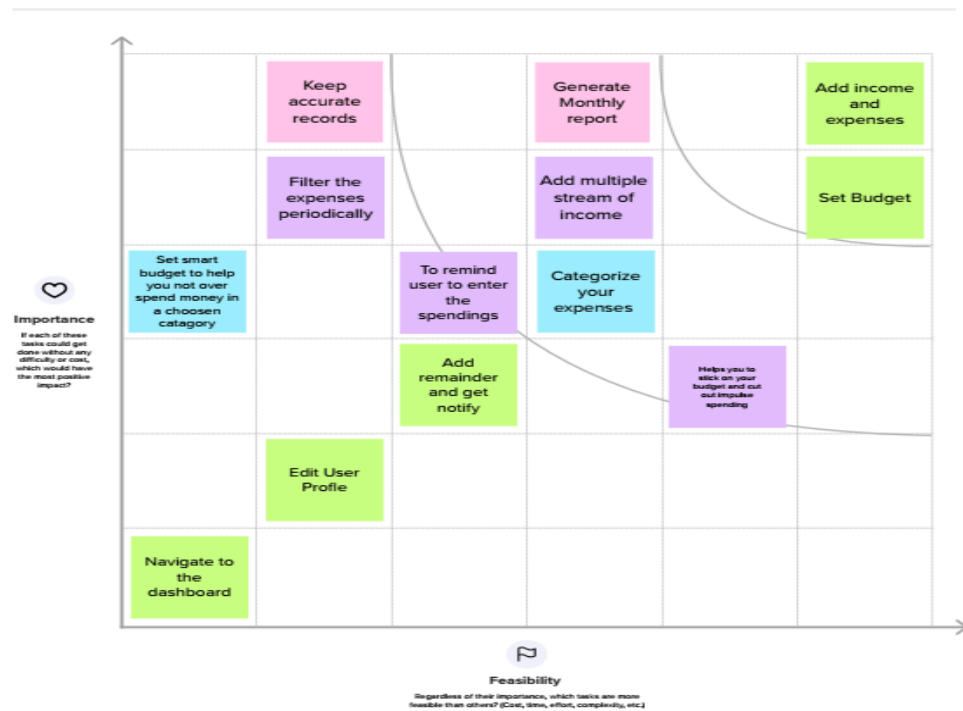 Keep
accurate
records
Generate
Monthly
report
Add income
and
expenses
Filter the
expenses
periodically
Add multiple
stream of
income
Set Budget
Set smart
budget to help
you not over
spend money in
a choosen
catagory
To remind
user to enter
the
spendings
Categorize
your
expenses
Importance
If each of these
tasks could get
done without any
difficulty or cost,
which would have
the most positive
impact?
Add
remainder
and get
notify
Helps you to
stick on your
budget and cut
out impulse
spending
Edit User
Profle
Navigate to
the
dashboard
Feasibility
Regardless of their importance, which tasks are more
feasible than others? (Cost, time, effort, complexity, etc.)